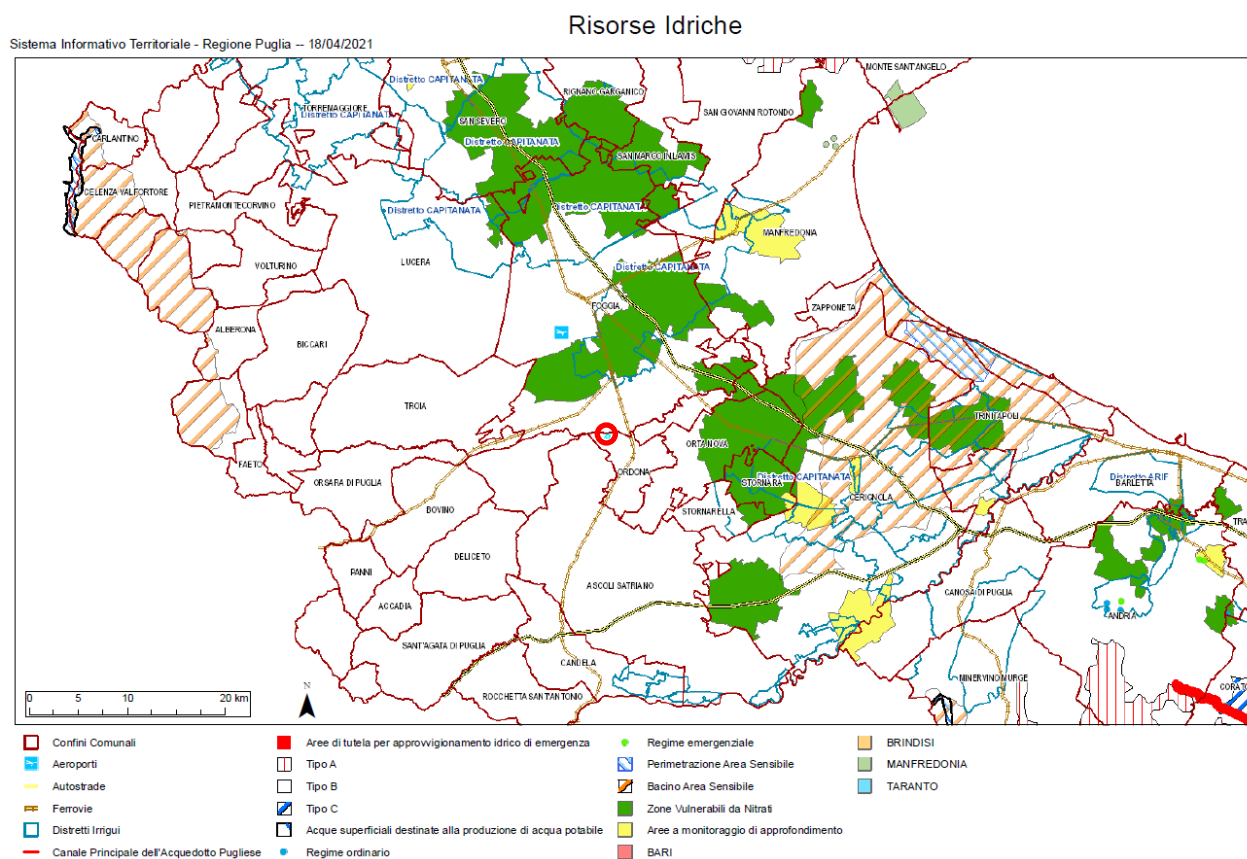 Risorse Idriche
Sistema Informativo Territoriale - Regione Puglia -- 18/04/2021
MONTE SANT'ANGELO
Distretto CAPITANATA
RIGNANO GARGANICO
TORREMAGGIORE
Distretto CAPITANATA
SAN GIOVANNI ROTONDO
SAN SEVERO
CARLANTINO
Distretto CAPITANATA
SAN MARCO IN LAMIS
CELENZA VALFORTORE
PIETRAMONTECORVINO
Distretto CAPITANATA
Distretto CAPITANATA
MANFREDONIA
VOLTURINO
LUCERA
Distretto CAPITANATA
FOGGIA
ZAPPONETA
ALBERONA
BICCARI
TROIA
TRINITAPOLI
ORTA NOVA
FAETO
ORDONA
ORSARA DI PUGLIA
STORNARA
Distretto CAPITANATA
Distretto ARIF
BARLETTA
CERIGNOLA
BOVINO
STORNARELLA
TRA
DELICETO
PANNI
ASCOLI SATRIANO
CANOSA DI PUGLIA
ACCADIA
ANDRIA
SANT'AGATA DI PUGLIA
CANDELA
MINERVINO MURGE
CORATO
ROCCHETTA SANT'ANTONIO
0 5 10 20 km
N
Confini Comunali
Aeroporti
Autostrade
Ferrovie
Distretti Irrigui
Canale Principale dell'Acquedotto Pugliese
Aree di tutela per approvvigionamento idrico di emergenza
Tipo A
Tipo B
Tipo C
Acque superficiali destinate alla produzione di acqua potabile
Regime ordinario
Regime emergenziale
Perimetrazione Area Sensibile
Bacino Area Sensibile
Zone Vulnerabili da Nitrati
Aree a monitoraggio di approfondimento
BARI
BRINDISI
MANFREDONIA
TARANTO